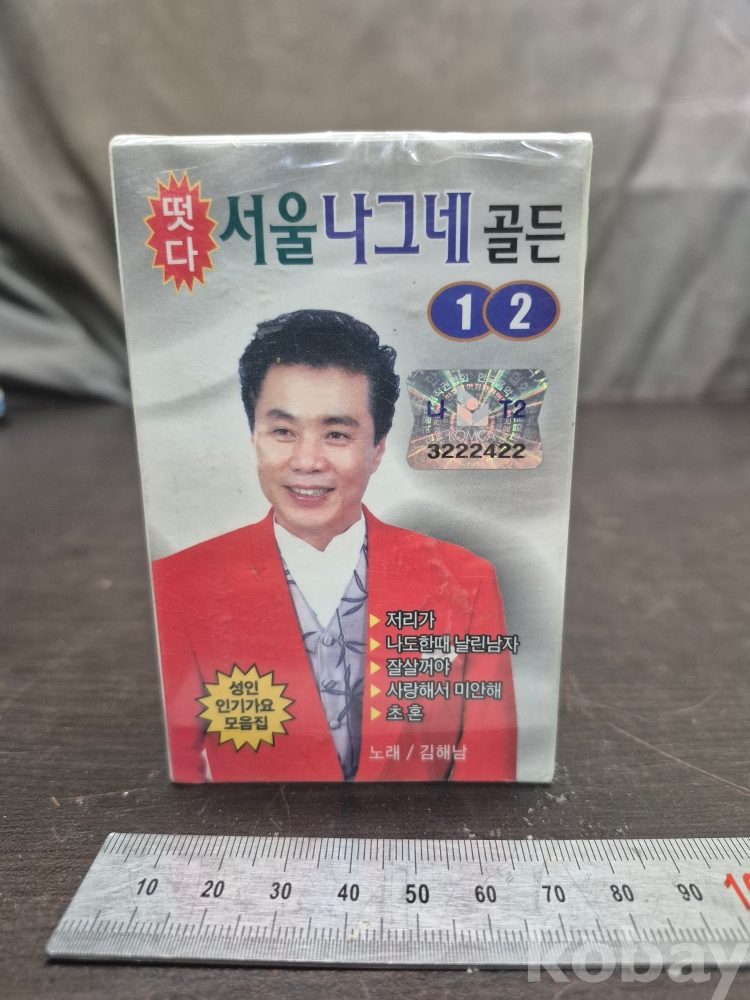 떳다
서울나그네 골든
1 2
나 T2
KOMCA
3222422
저리가
나도한때 날린남자
잘살꺼야
사랑해서 미안해
초혼
성인
인기가요
모음집
노래 / 김해남
10 20 30 40 50 60 70 80 90
kobay